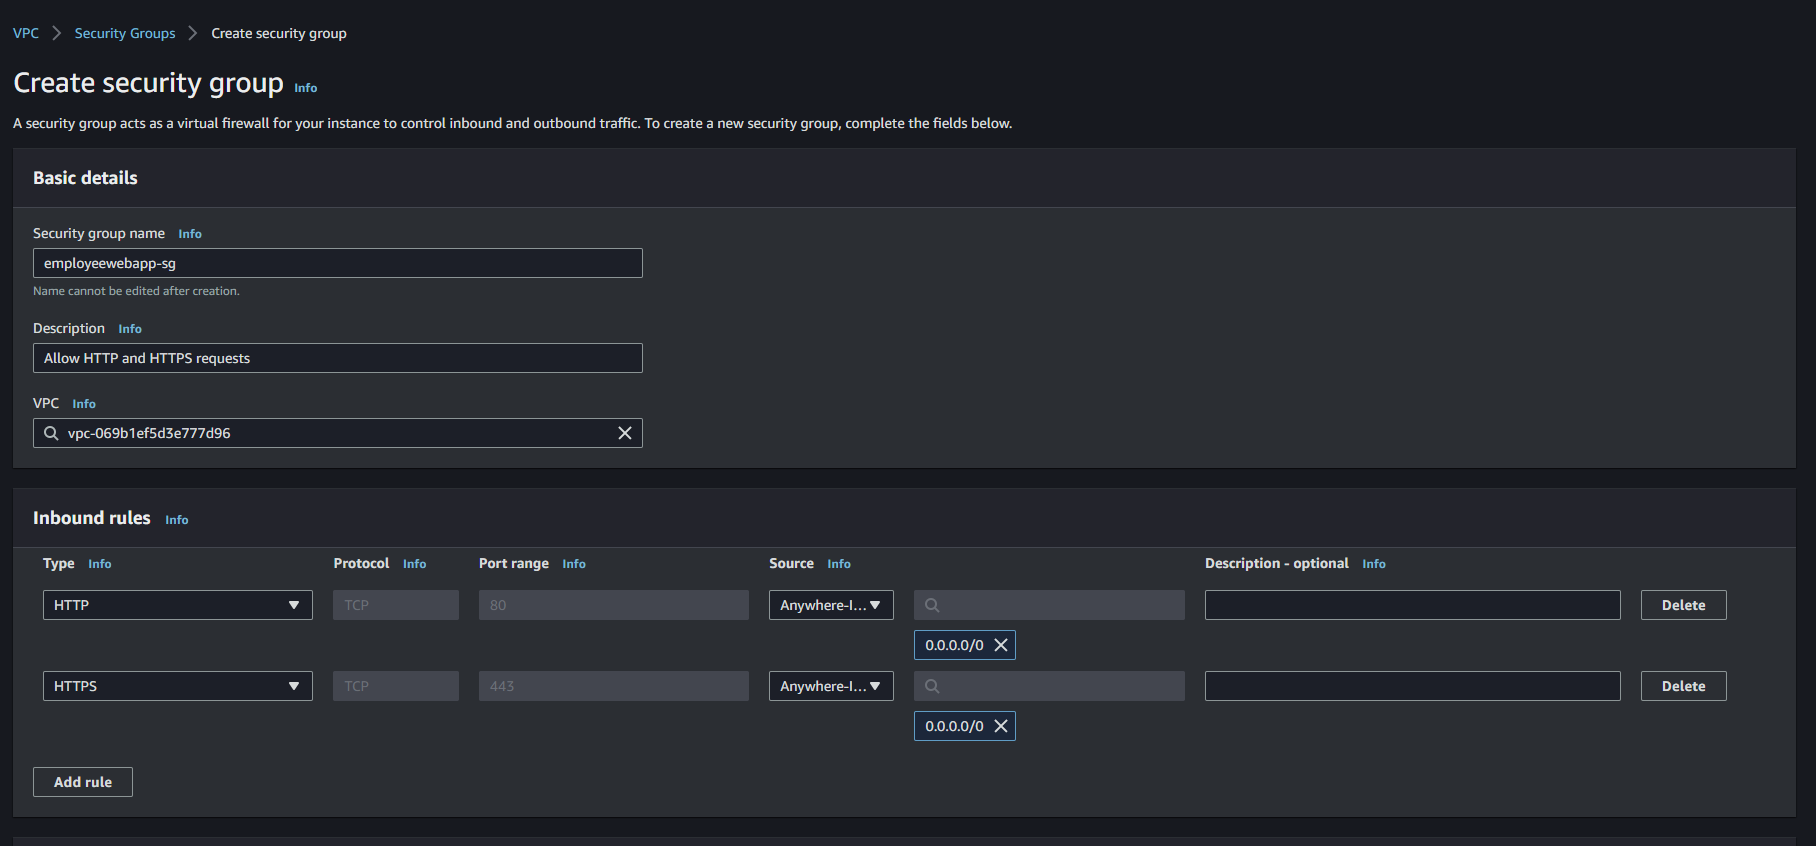 VPC > Security Groups > Create security group
Create security group Info
A security group acts as a virtual firewall for your instance to control inbound and outbound traffic. To create a new security group, complete the fields below.
Basic details
Security group name Info
employeewebapp-sg
Name cannot be edited after creation.
Description Info
Allow HTTP and HTTPS requests
VPC Info
vpc-069b1ef5d3e777d96
Inbound rules Info
Type Info Protocol Info Port range Info Source Info Description - optional Info
HTTP TCP 80 Anywhere-I... Delete
0.0.0.0/0
HTTPS TCP 443 Anywhere-I... Delete
0.0.0.0/0
Add rule